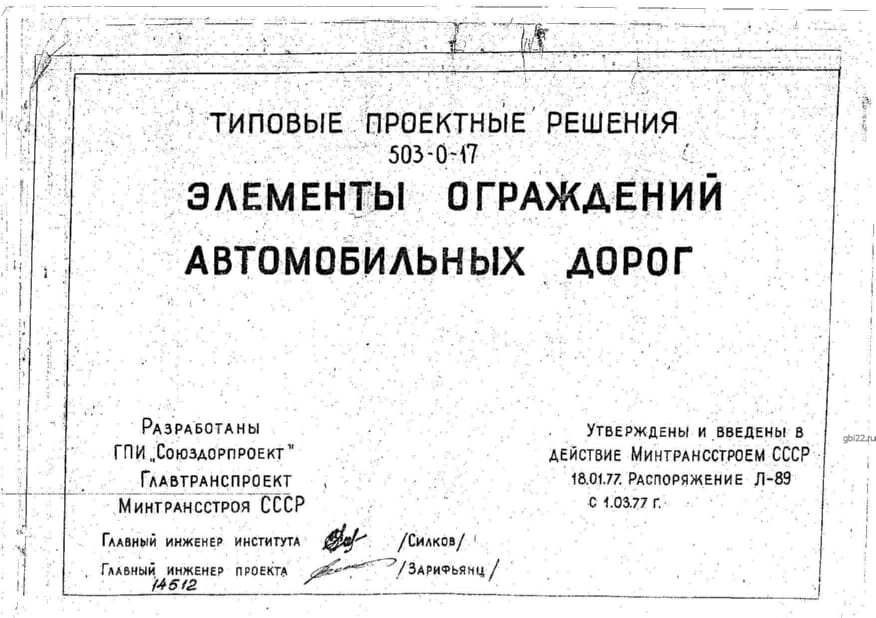 ТИПОВЫЕ ПРОЕКТНЫЕ РЕШЕНИЯ
503-0-17
ЭЛЕМЕНТЫ ОГРАЖДЕНИЙ
АВТОМОБИЛЬНЫХ ДОРОГ
РАЗРАБОТАНЫ
ГПИ „СОЮЗДОРПРОЕКТ"
ГЛАВТРАНСПРОЕКТ
МИНТРАНССТРОЯ СССР
УТВЕРЖДЕНЫ И ВВЕДЕНЫ В
ДЕЙСТВИЕ МИНТРАНССТРОЕМ СССР
18.01.77. РАСПОРЯЖЕНИЕ Л-89
С 1.03.77 г.
ГЛАВНЫЙ ИНЖЕНЕР ИНСТИТУТА /СИЛКОВ/
ГЛАВНЫЙ ИНЖЕНЕР ПРОЕКТА /ЗАРИФЬЯНЦ/
14512
gbi22.ru